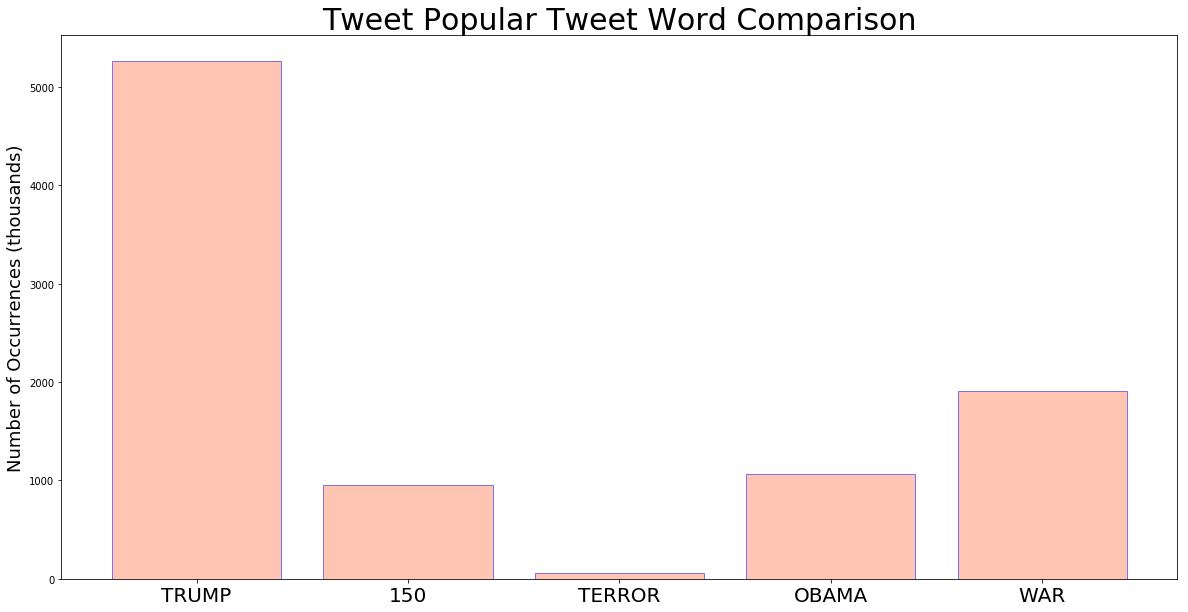 Tweet Popular Tweet Word Comparison
Number of Occurrences (thousands)
5000
4000
3000
2000
1000
0
TRUMP 150 TERROR OBAMA WAR